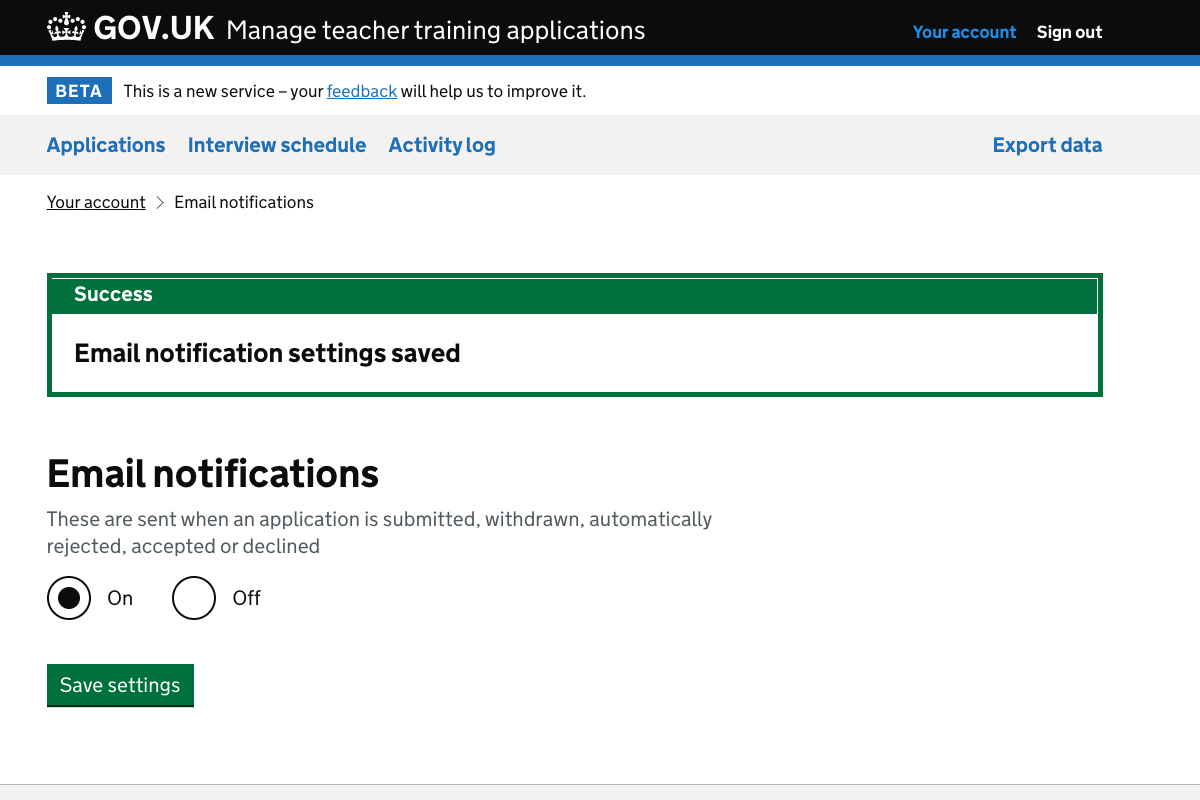 GOV.UK Manage teacher training applications
Your account Sign out
BETA This is a new service – your feedback will help us to improve it.
Applications Interview schedule Activity log Export data
Your account Email notifications
Success
Email notification settings saved
Email notifications
These are sent when an application is submitted, withdrawn, automatically
rejected, accepted or declined
On Off
Save settings